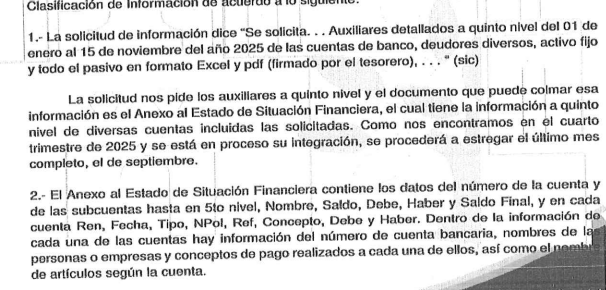 Clasificación de Información de acuerdo a lo siguiente:
1.- La solicitud de información dice "Se solicita. . . Auxiliares detallados a quinto nivel del 01 de
enero al 15 de noviembre del año 2025 de las cuentas de banco, deudores diversos, activo fijo
y todo el pasivo en formato Excel y pdf (firmado por el tesorero), . . . " (sic)
La solicitud nos pide los auxiliares a quinto nivel y el documento que puede colmar esa
información es el Anexo al Estado de Situación Financiera, el cual tiene la información a quinto
nivel de diversas cuentas incluidas las solicitadas. Como nos encontramos en el cuarto
trimestre de 2025 y se está en proceso su integración, se procederá a estregar el último mes
completo, el de septiembre.
2.- El Anexo al Estado de Situación Financiera contiene los datos del número de la cuenta y
de las subcuentas hasta en 5to nivel, Nombre, Saldo, Debe, Haber y Saldo Final, y en cada
cuenta Ren, Fecha, Tipo, NPol, Ref, Concepto, Debe y Haber. Dentro de la información de
cada una de las cuentas hay información del número de cuenta bancaria, nombres de las
personas o empresas y conceptos de pago realizados a cada una de ellos, así como el nombre
de artículos según la cuenta.